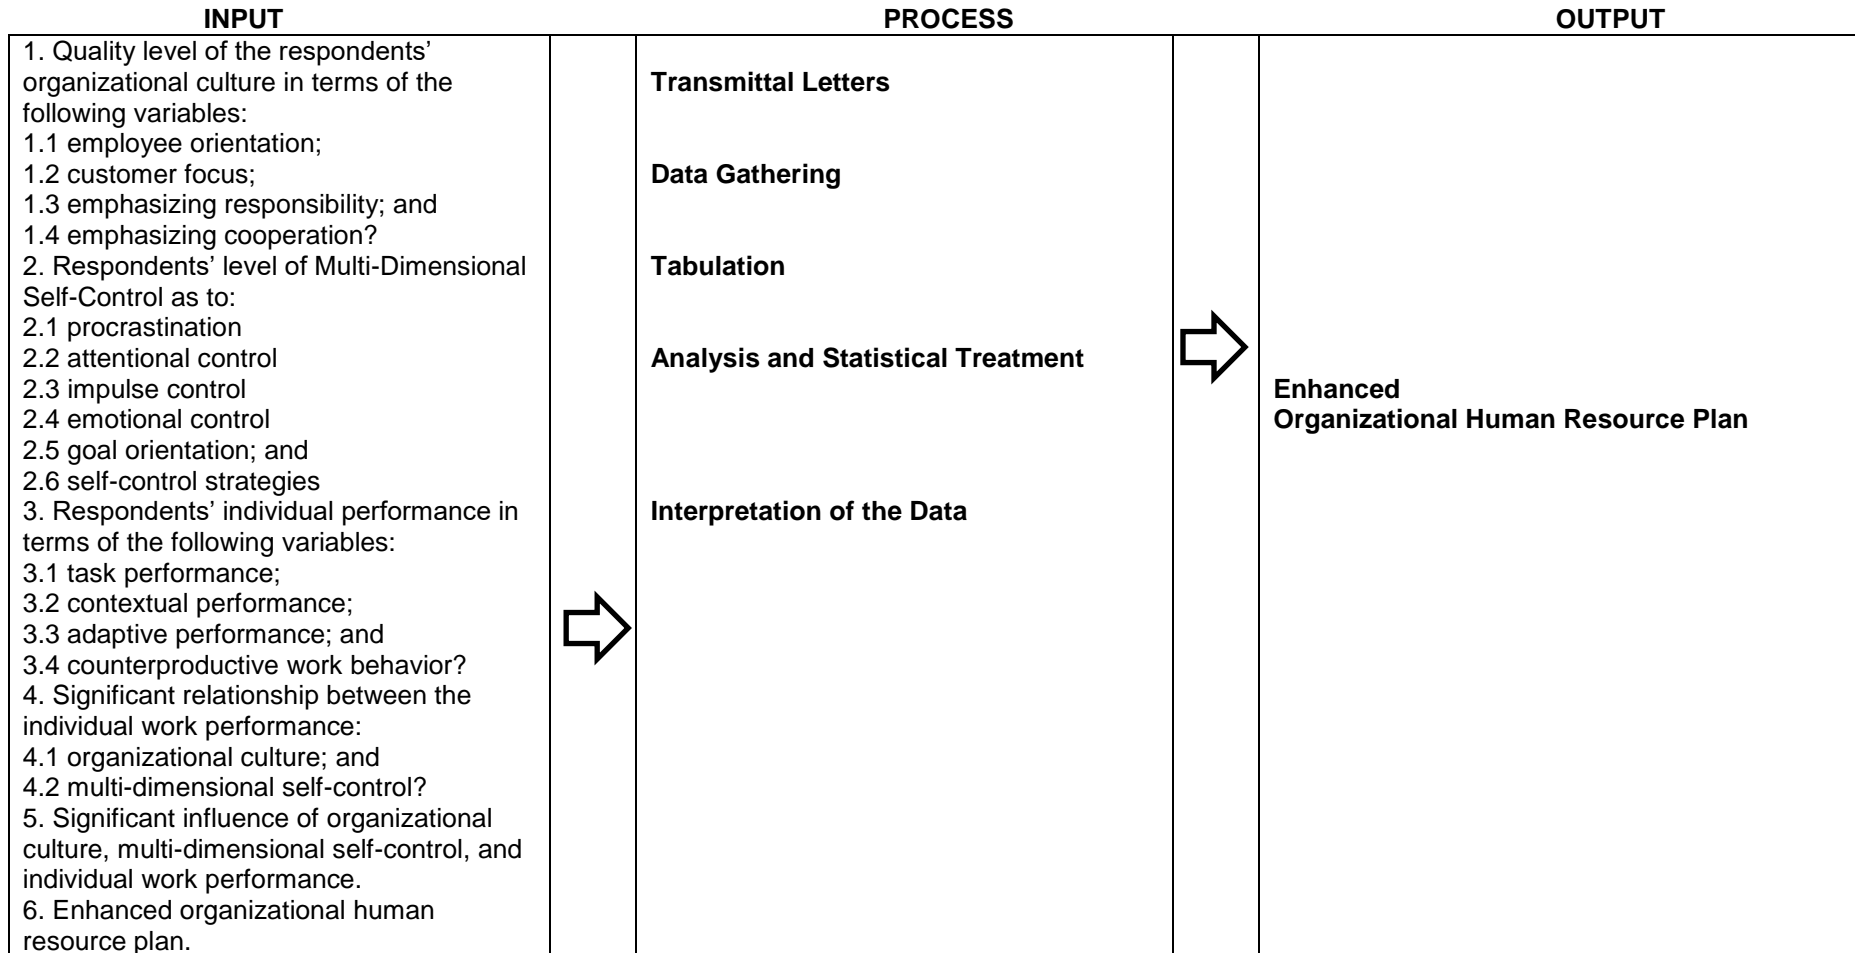 INPUT
PROCESS
OUTPUT
1. Quality level of the respondents’
organizational culture in terms of the
following variables:
1.1 employee orientation;
1.2 customer focus;
1.3 emphasizing responsibility; and
1.4 emphasizing cooperation?
2. Respondents’ level of Multi-Dimensional
Self-Control as to:
2.1 procrastination
2.2 attentional control
2.3 impulse control
2.4 emotional control
2.5 goal orientation; and
2.6 self-control strategies
3. Respondents’ individual performance in
terms of the following variables:
3.1 task performance;
3.2 contextual performance;
3.3 adaptive performance; and
3.4 counterproductive work behavior?
4. Significant relationship between the
individual work performance:
4.1 organizational culture; and
4.2 multi-dimensional self-control?
5. Significant influence of organizational
culture, multi-dimensional self-control, and
individual work performance.
6. Enhanced organizational human
resource plan.
Transmittal Letters
Data Gathering
Tabulation
Analysis and Statistical Treatment
Interpretation of the Data
Enhanced
Organizational Human Resource Plan